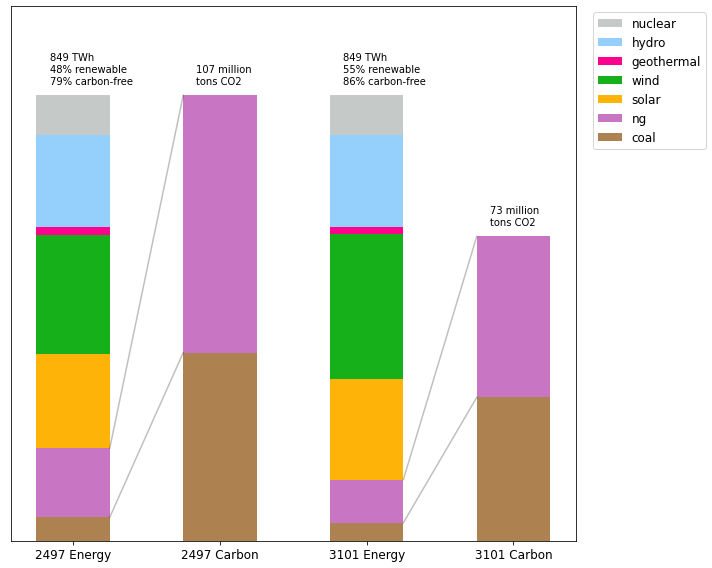 849 TWh
48% renewable
79% carbon-free
107 million
tons CO2
849 TWh
55% renewable
86% carbon-free
73 million
tons CO2
nuclear
hydro
geothermal
wind
solar
ng
coal
2497 Energy
2497 Carbon
3101 Energy
3101 Carbon